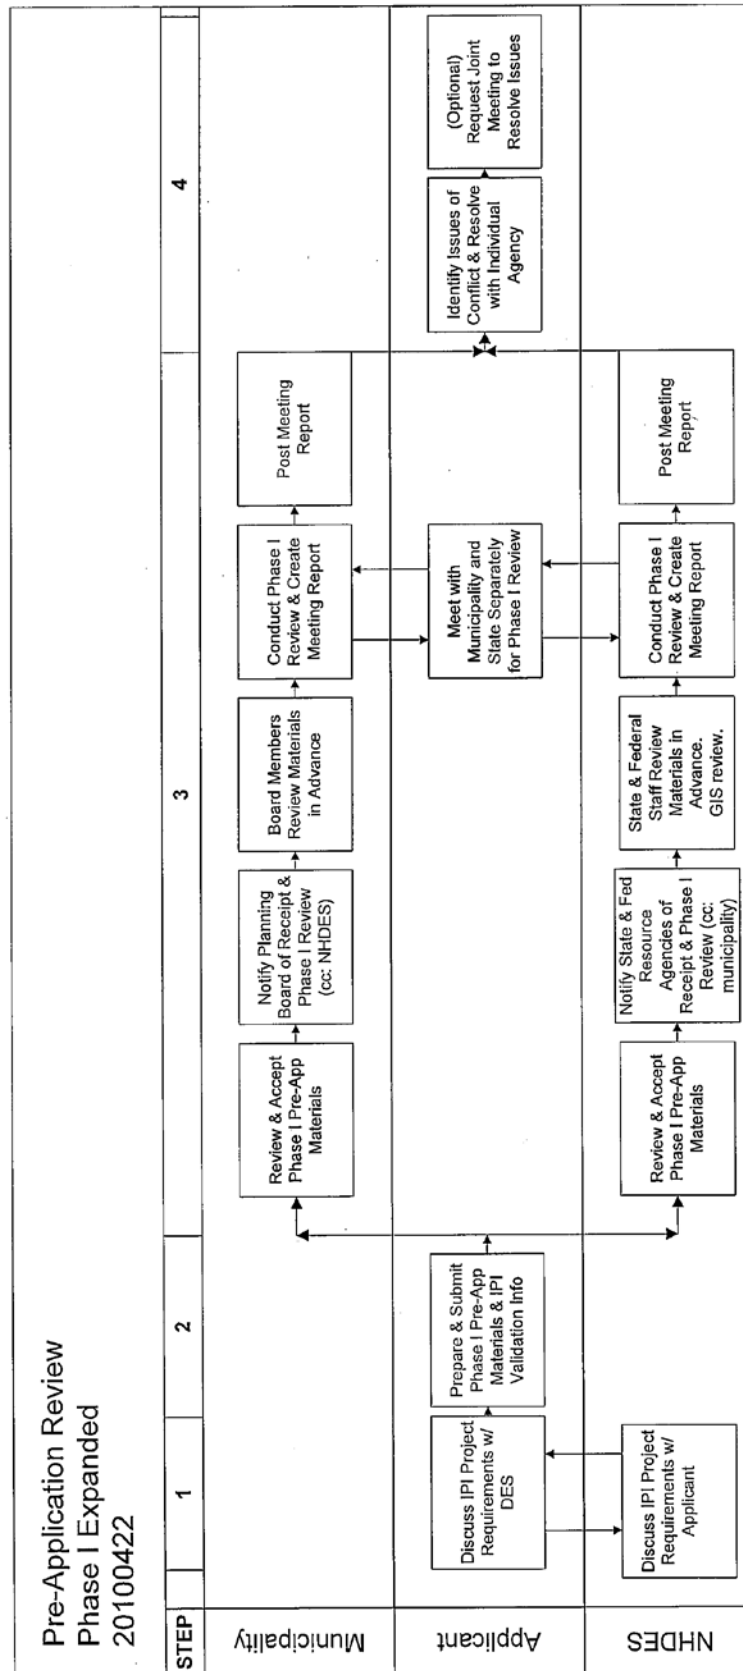 Pre-Application Review
Phase I Expanded
20100422
STEP
1
2
3
4
Municipality
Review & Accept
Phase I Pre-App
Materials
Notify Planning
Board of Receipt &
Phase I Review
(cc: NHDES)
Board Members
Review Materials
in Advance
Conduct Phase I
Review & Create
Meeting Report
Post Meeting
Report
Applicant
Discuss IPI Project
Requirements w/
DES
Prepare & Submit
Phase I Pre-App
Materials & IPI
Validation Info
Meet with
Municipality and
State Separately
for Phase I Review
Identify Issues of
Conflict & Resolve
with Individual
Agency
(Optional)
Request Joint
Meeting to
Resolve Issues
NHDES
Discuss IPI Project
Requirements w/
Applicant
Review & Accept
Phase I Pre-App
Materials
Notify State & Fed
Resource
Agencies of
Receipt & Phase I
Review (cc:
municipality)
State & Federal
Staff Review
Materials in
Advance.
GIS review.
Conduct Phase I
Review & Create
Meeting Report
Post Meeting
Report